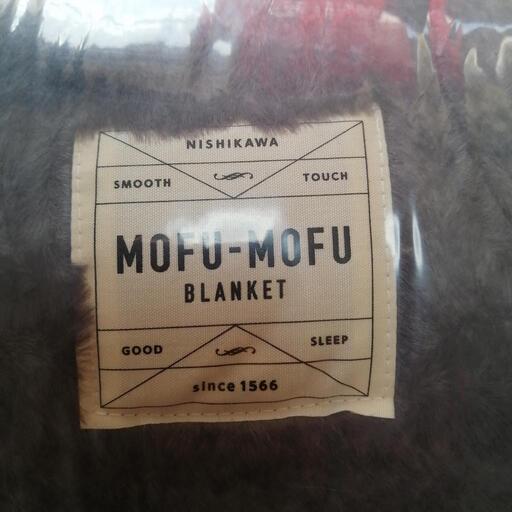 NISHIKAWA
SMOOTH TOUCH
MOFU-MOFU
BLANKET
GOOD SLEEP
since 1566